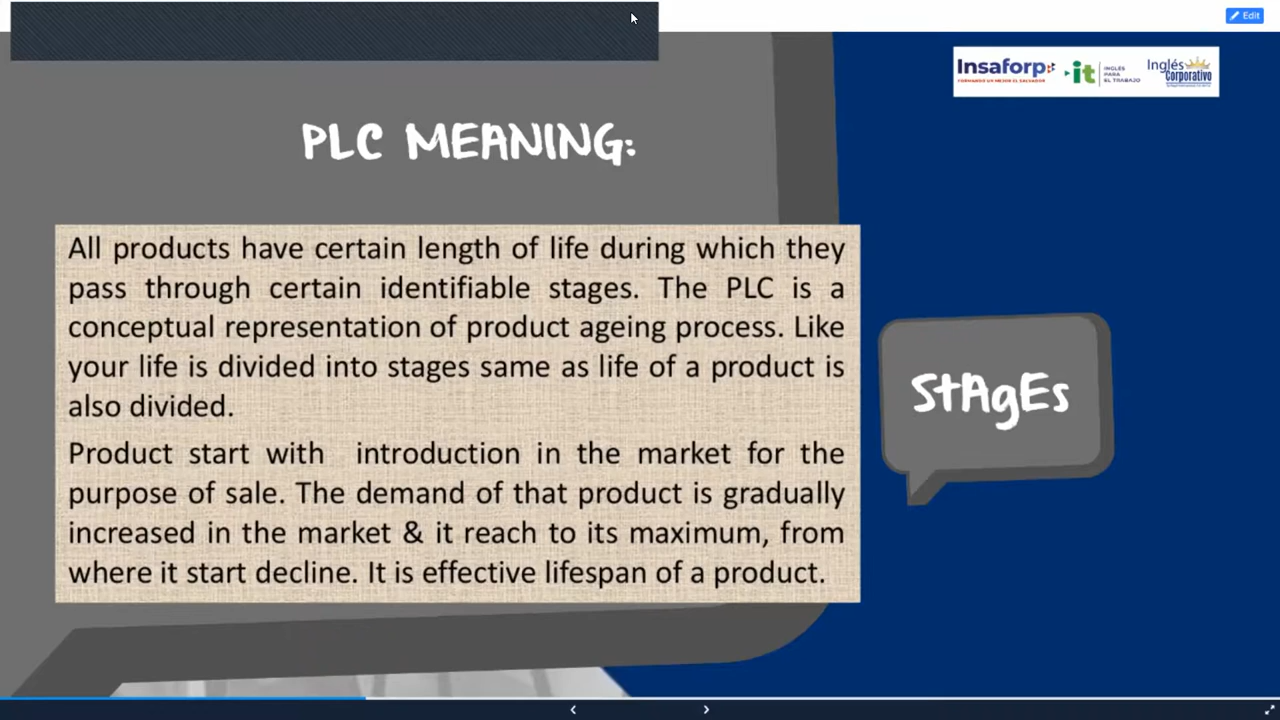 Edit
Insaforp
FORMANDO UN MEJOR EL SALVADOR
it
INGLÉS
PARA
EL TRABAJO
Inglés
Corporativo
PLC MEANING:
All products have certain length of life during which they
pass through certain identifiable stages. The PLC is a
conceptual representation of product ageing process. Like
your life is divided into stages same as life of a product is
also divided.
Product start with introduction in the market for the
purpose of sale. The demand of that product is gradually
increased in the market & it reach to its maximum, from
where it start decline. It is effective lifespan of a product.
StAgEs